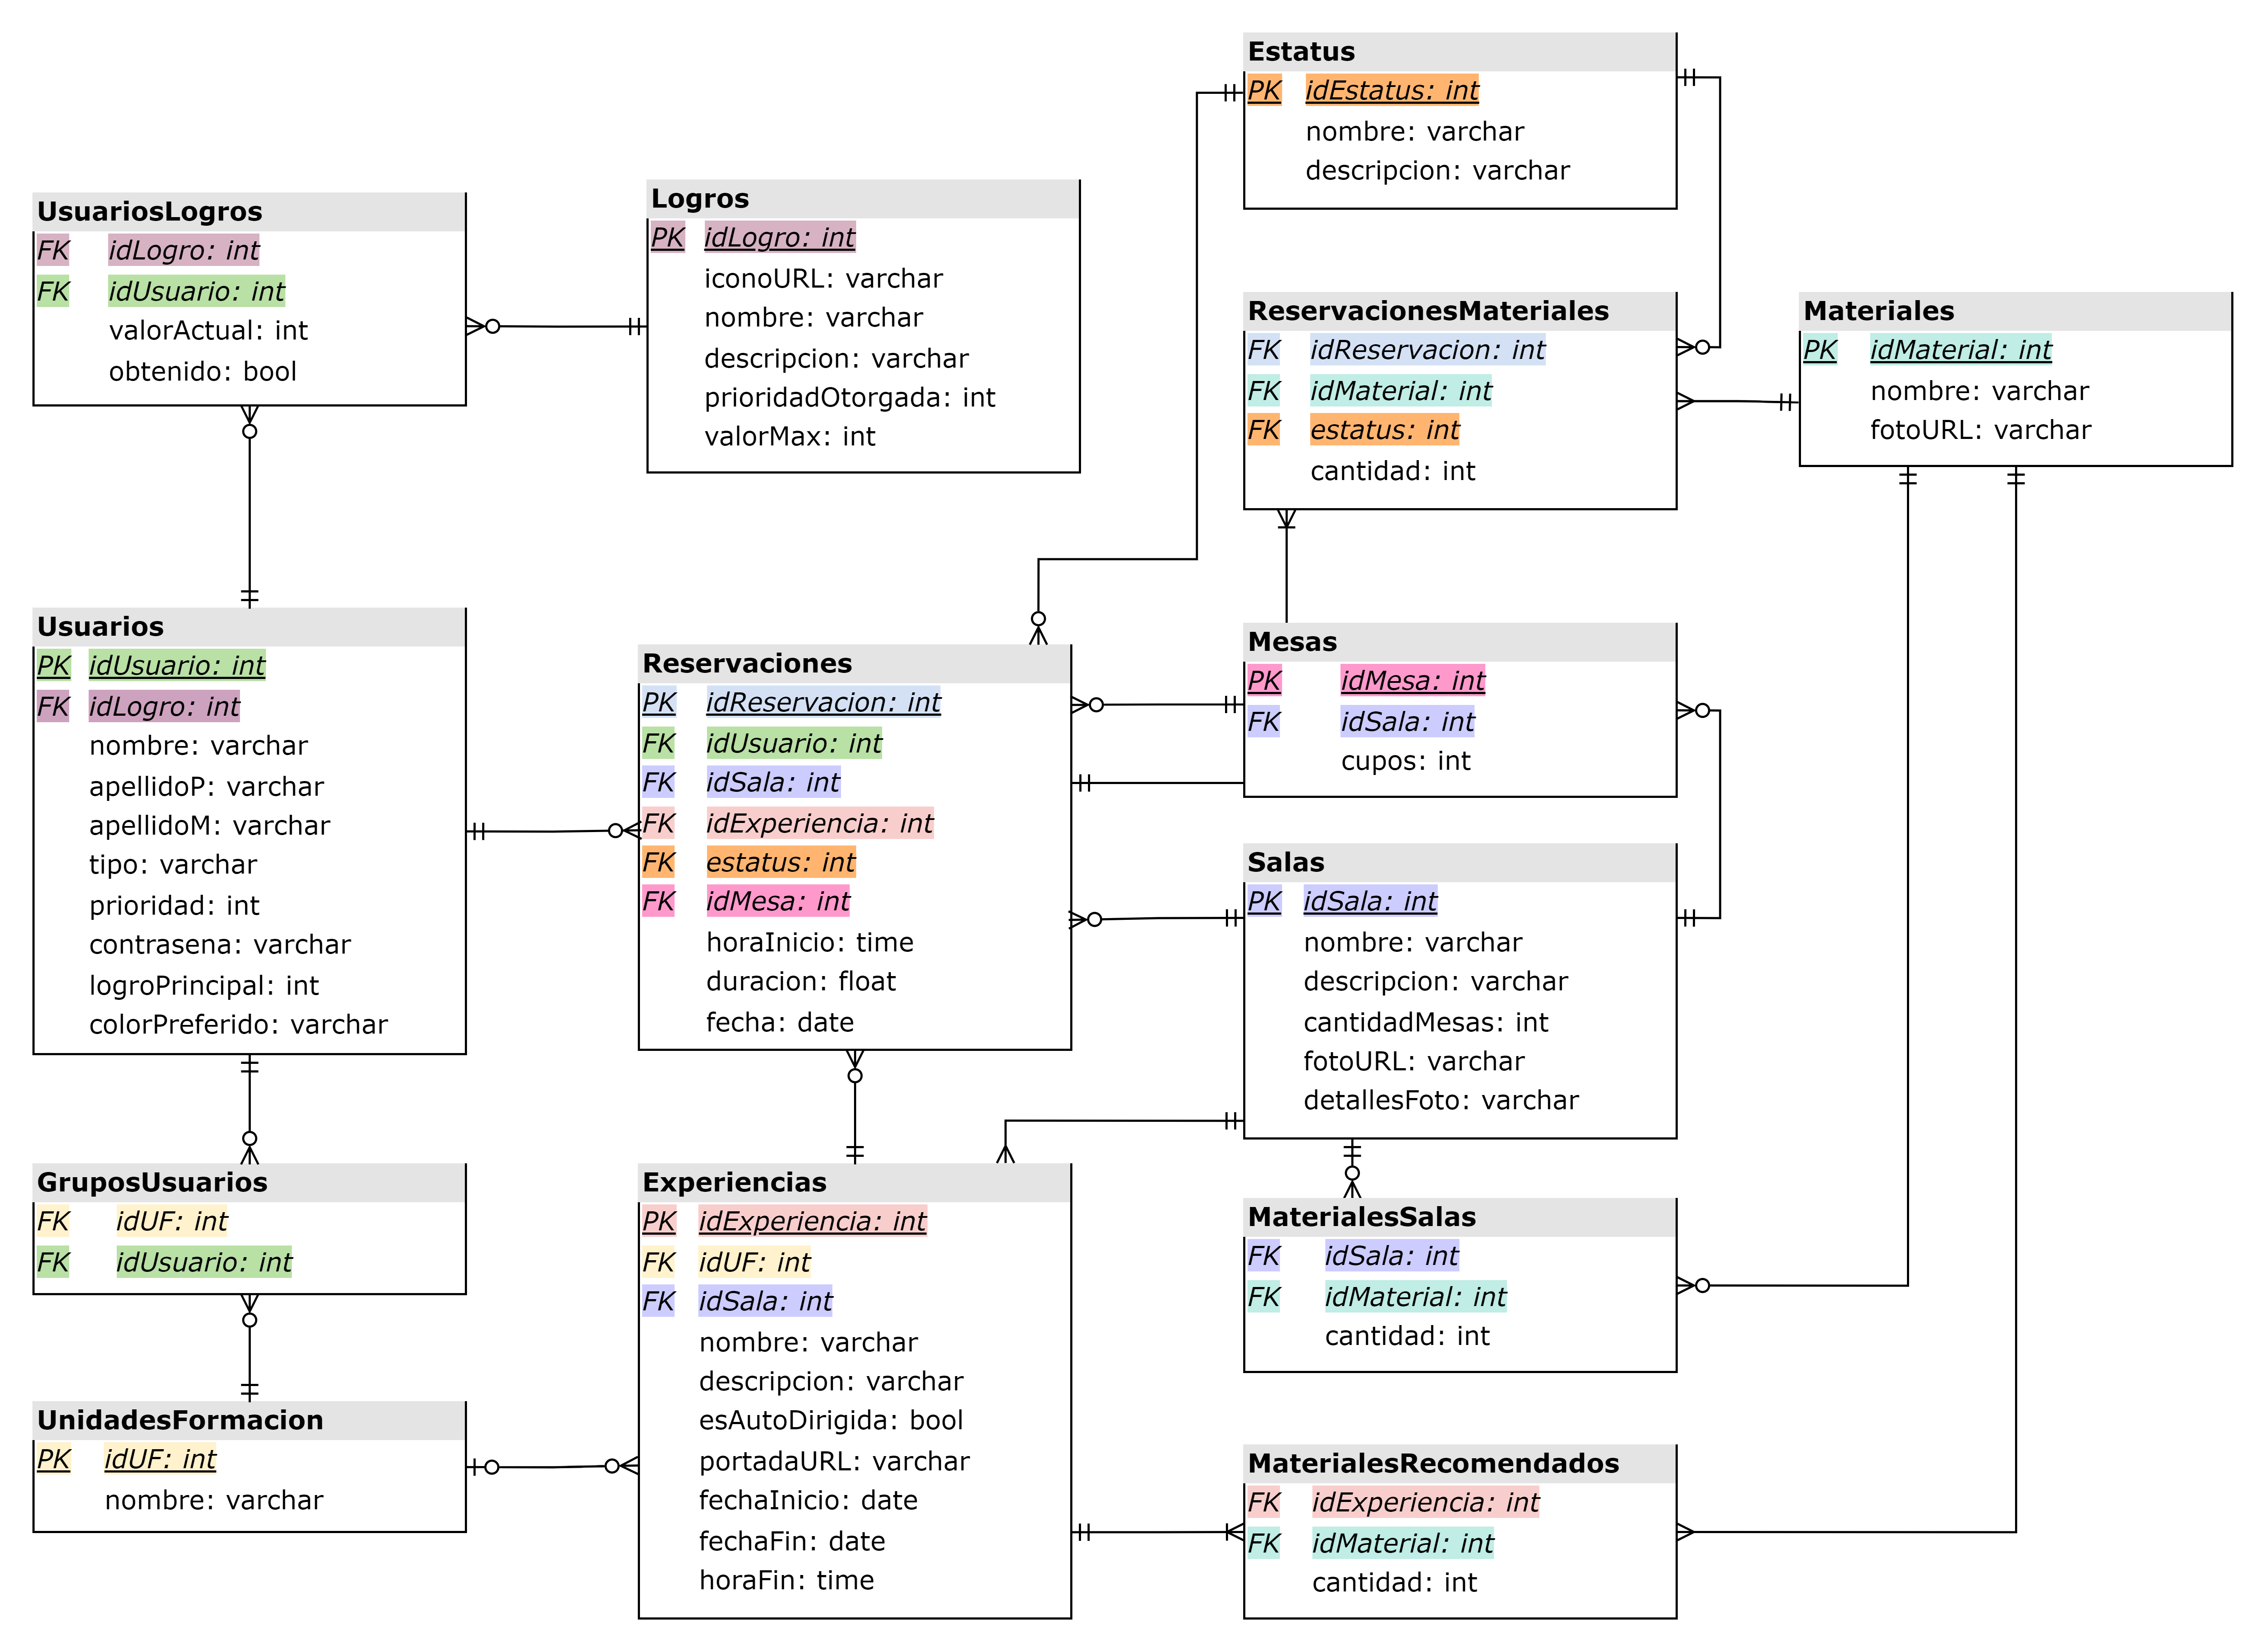 Estatus
PK idEstatus: int
nombre: varchar
descripcion: varchar
UsuariosLogros
FK idLogro: int
FK idUsuario: int
valorActual: int
obtenido: bool
Logros
PK idLogro: int
iconoURL: varchar
nombre: varchar
descripcion: varchar
prioridadOtorgada: int
valorMax: int
ReservacionesMateriales
FK idReservacion: int
FK idMaterial: int
FK estatus: int
cantidad: int
Materiales
PK idMaterial: int
nombre: varchar
fotoURL: varchar
Usuarios
PK idUsuario: int
FK idLogro: int
nombre: varchar
apellidoP: varchar
apellidoM: varchar
tipo: varchar
prioridad: int
contrasena: varchar
logroPrincipal: int
colorPreferido: varchar
Reservaciones
PK idReservacion: int
FK idUsuario: int
FK idSala: int
FK idExperiencia: int
FK estatus: int
FK idMesa: int
horaInicio: time
duracion: float
fecha: date
Mesas
PK idMesa: int
FK idSala: int
cupos: int
Salas
PK idSala: int
nombre: varchar
descripcion: varchar
cantidadMesas: int
fotoURL: varchar
detallesFoto: varchar
GruposUsuarios
FK idUF: int
FK idUsuario: int
Experiencias
PK idExperiencia: int
FK idUF: int
FK idSala: int
nombre: varchar
descripcion: varchar
esAutoDirigida: bool
portadaURL: varchar
fechaInicio: date
fechaFin: date
horaFin: time
MaterialesSalas
FK idSala: int
FK idMaterial: int
cantidad: int
UnidadesFormacion
PK idUF: int
nombre: varchar
MaterialesRecomendados
FK idExperiencia: int
FK idMaterial: int
cantidad: int